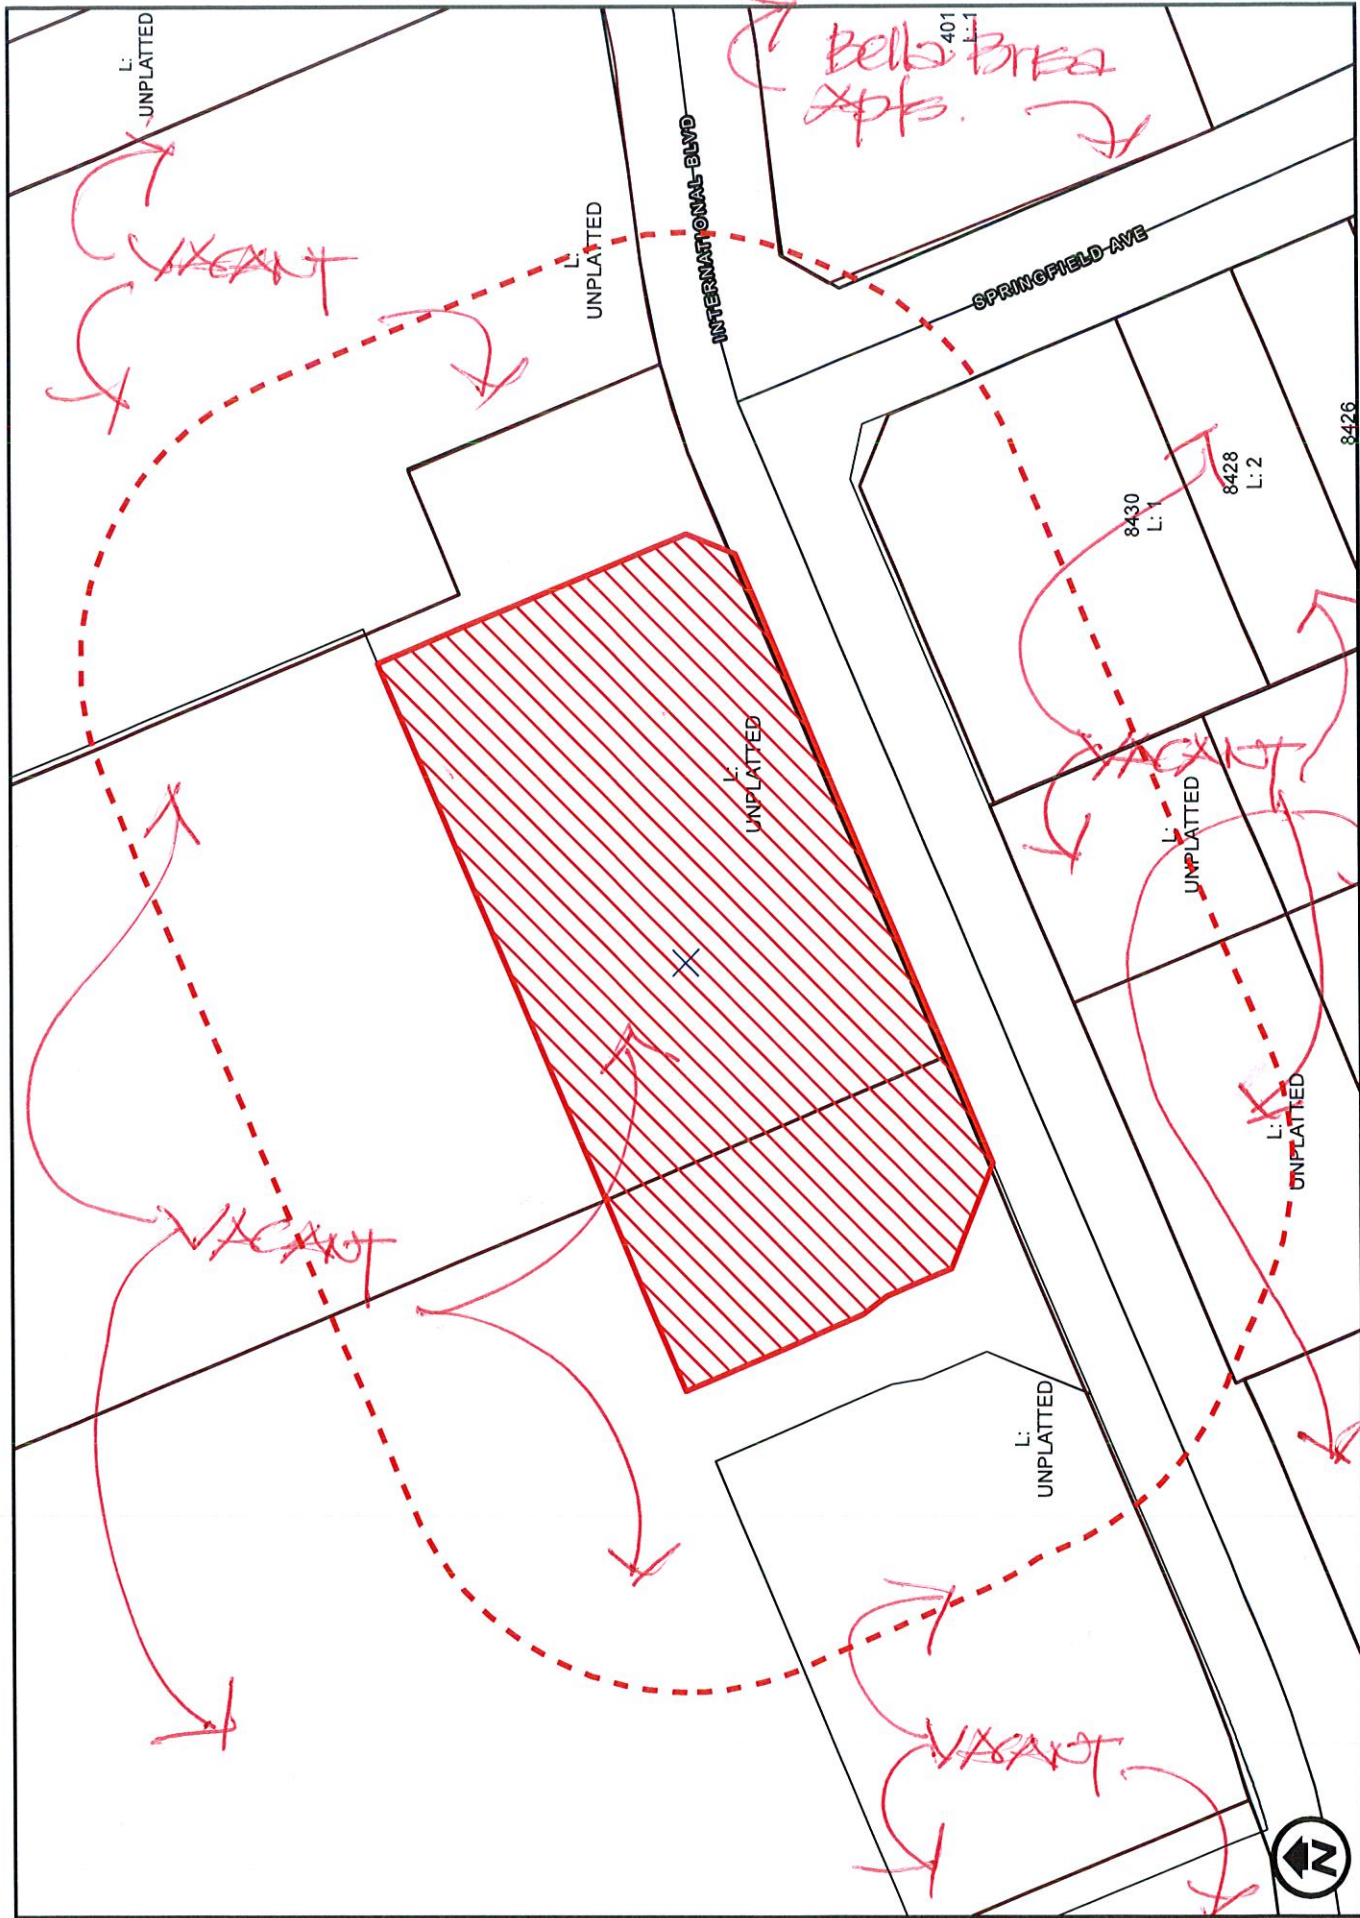 L:
UNPLATTED
401
L: 1
Bella Brisa
Apts.
INTERNATIONAL BLVD
VACANT
L:
UNPLATTED
SPRINGFIELD AVE
8426
8428
L: 2
8430
L: 1
L:
UNPLATTED
VACANT
L:
UNPLATTED
L:
UNPLATTED
VACANT
L:
UNPLATTED
VACANT
N